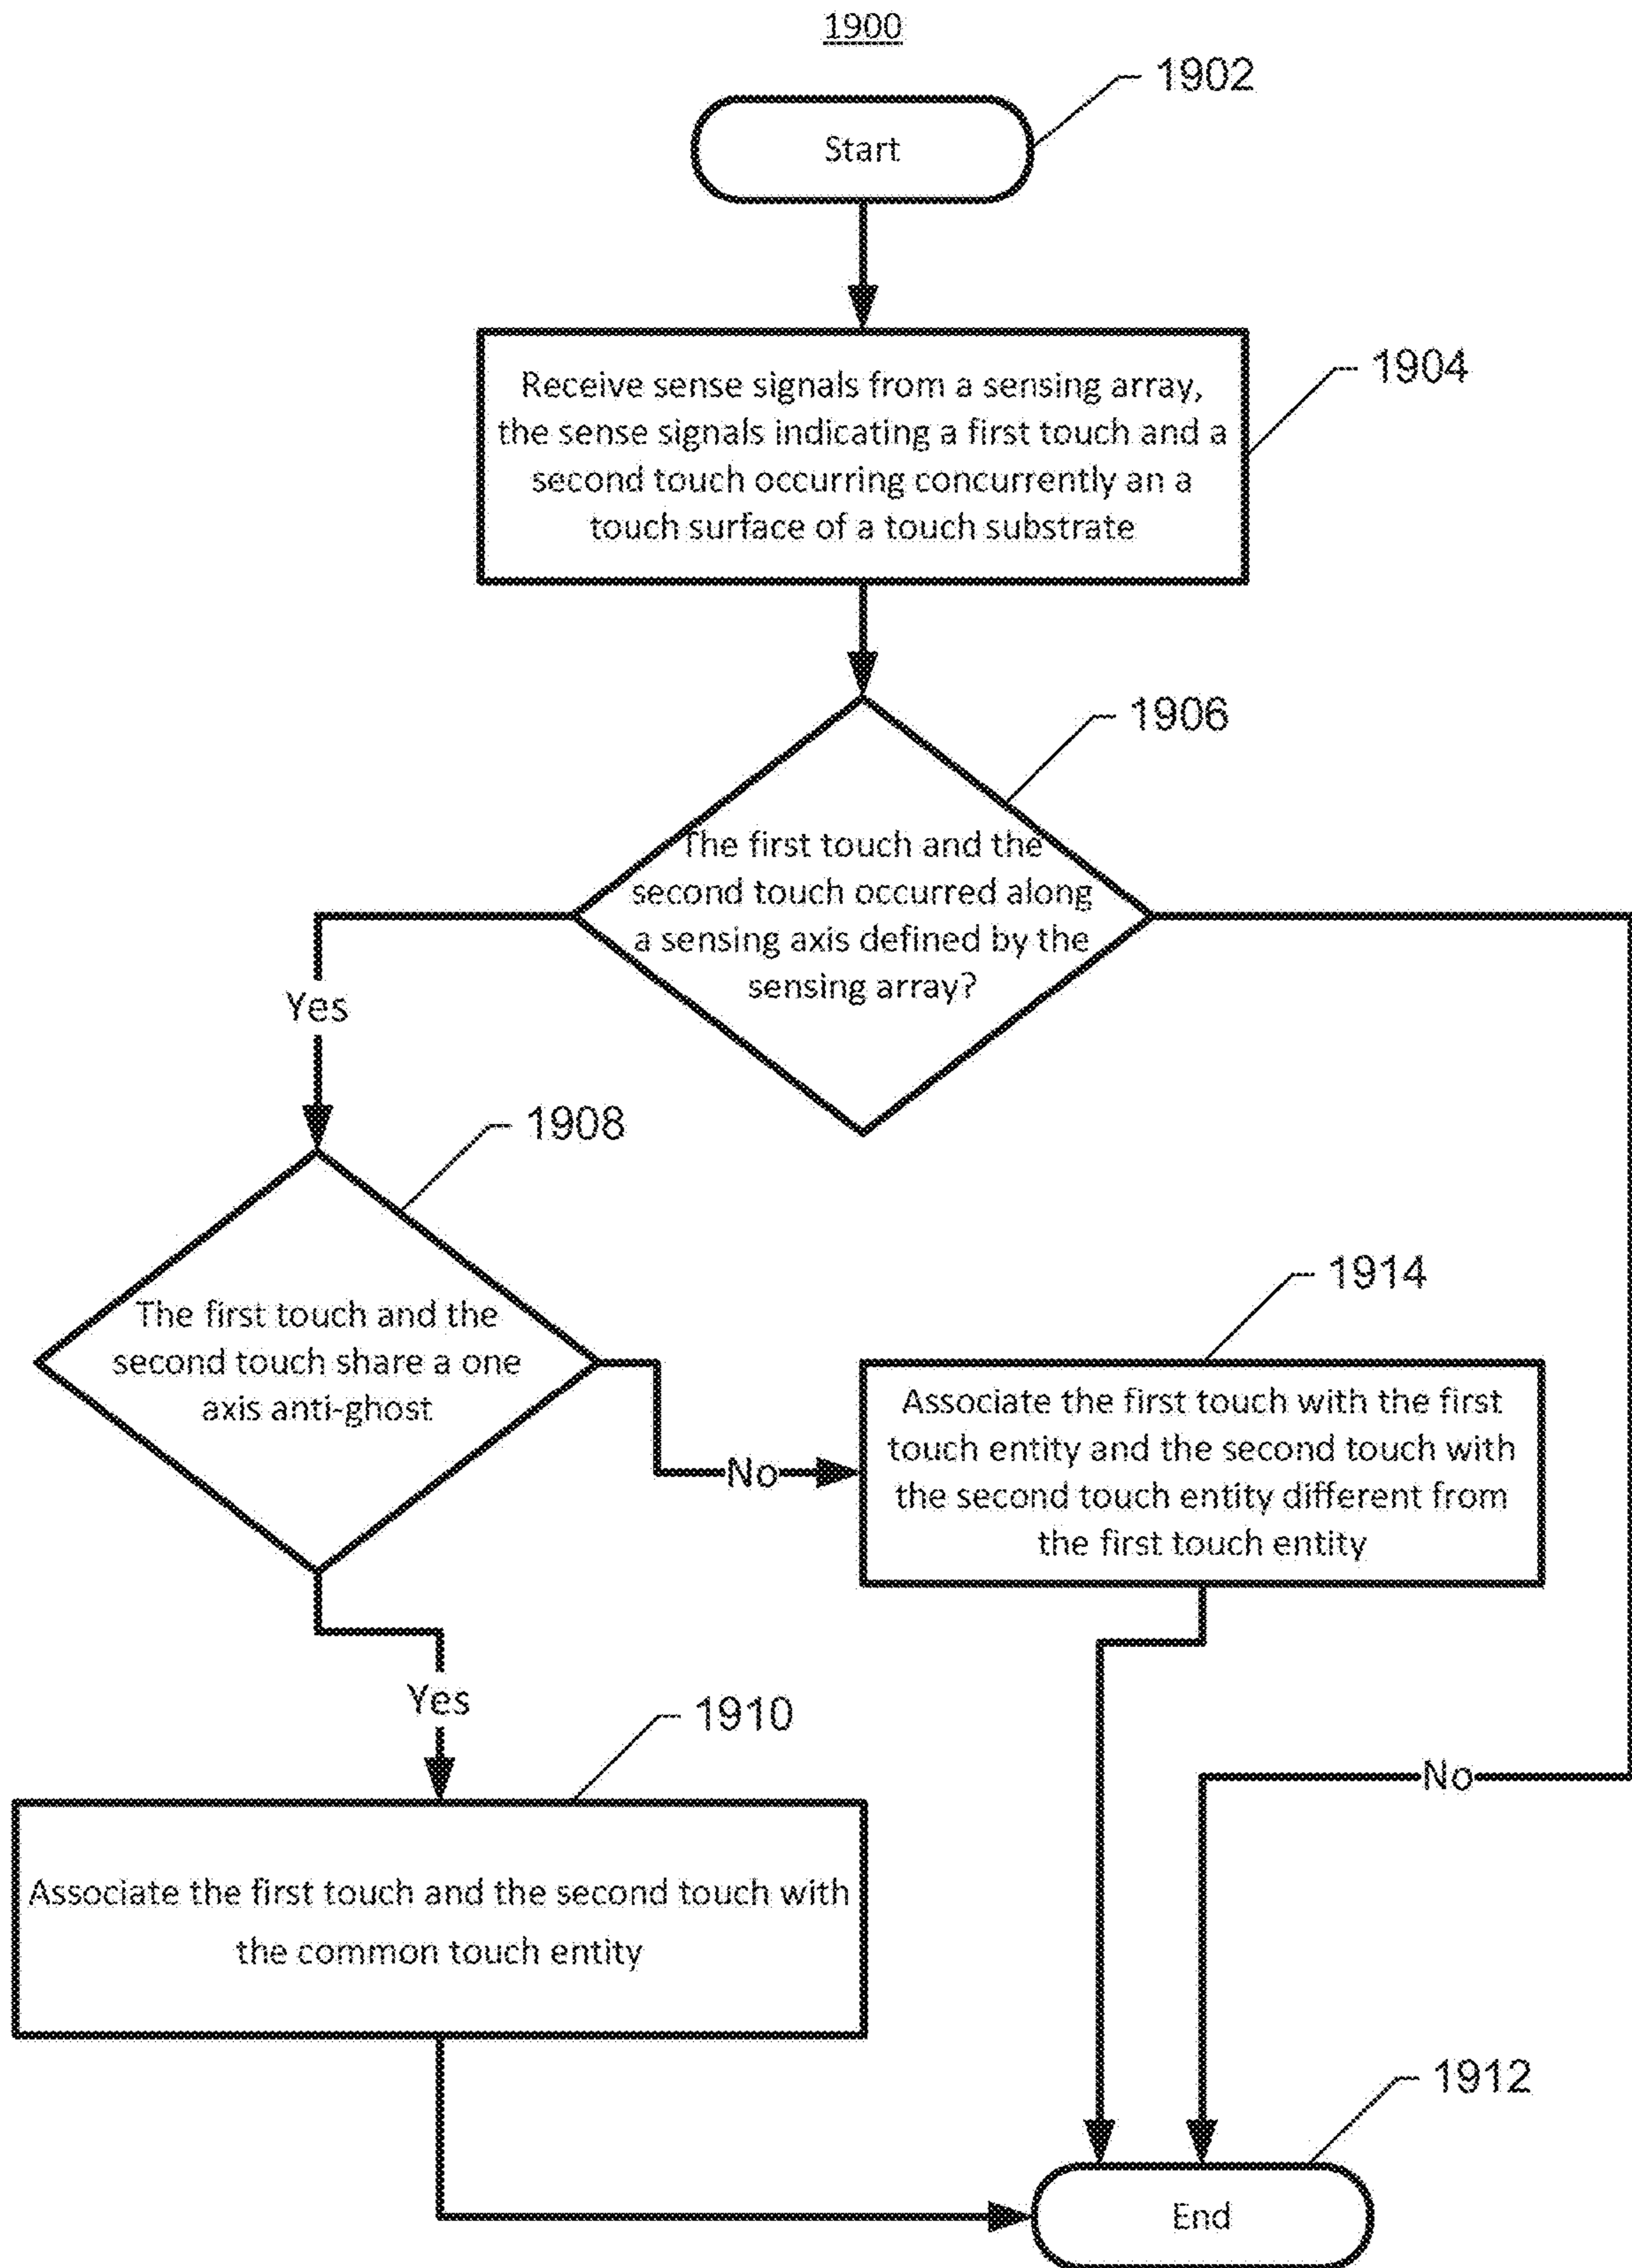 1900
1902
Start
1904
Receive sense signals from a sensing array,
the sense signals indicating a first touch and a
second touch occurring concurrently an a
touch surface of a touch substrate
1906
The first touch and the
second touch occurred along
a sensing axis defined by the
sensing array?
Yes
1908
The first touch and the
second touch share a one
axis anti-ghost
1914
No
Associate the first touch with the first
touch entity and the second touch with
the second touch entity different from
the first touch entity
Yes
1910
No
Associate the first touch and the second touch with
the common touch entity
1912
End